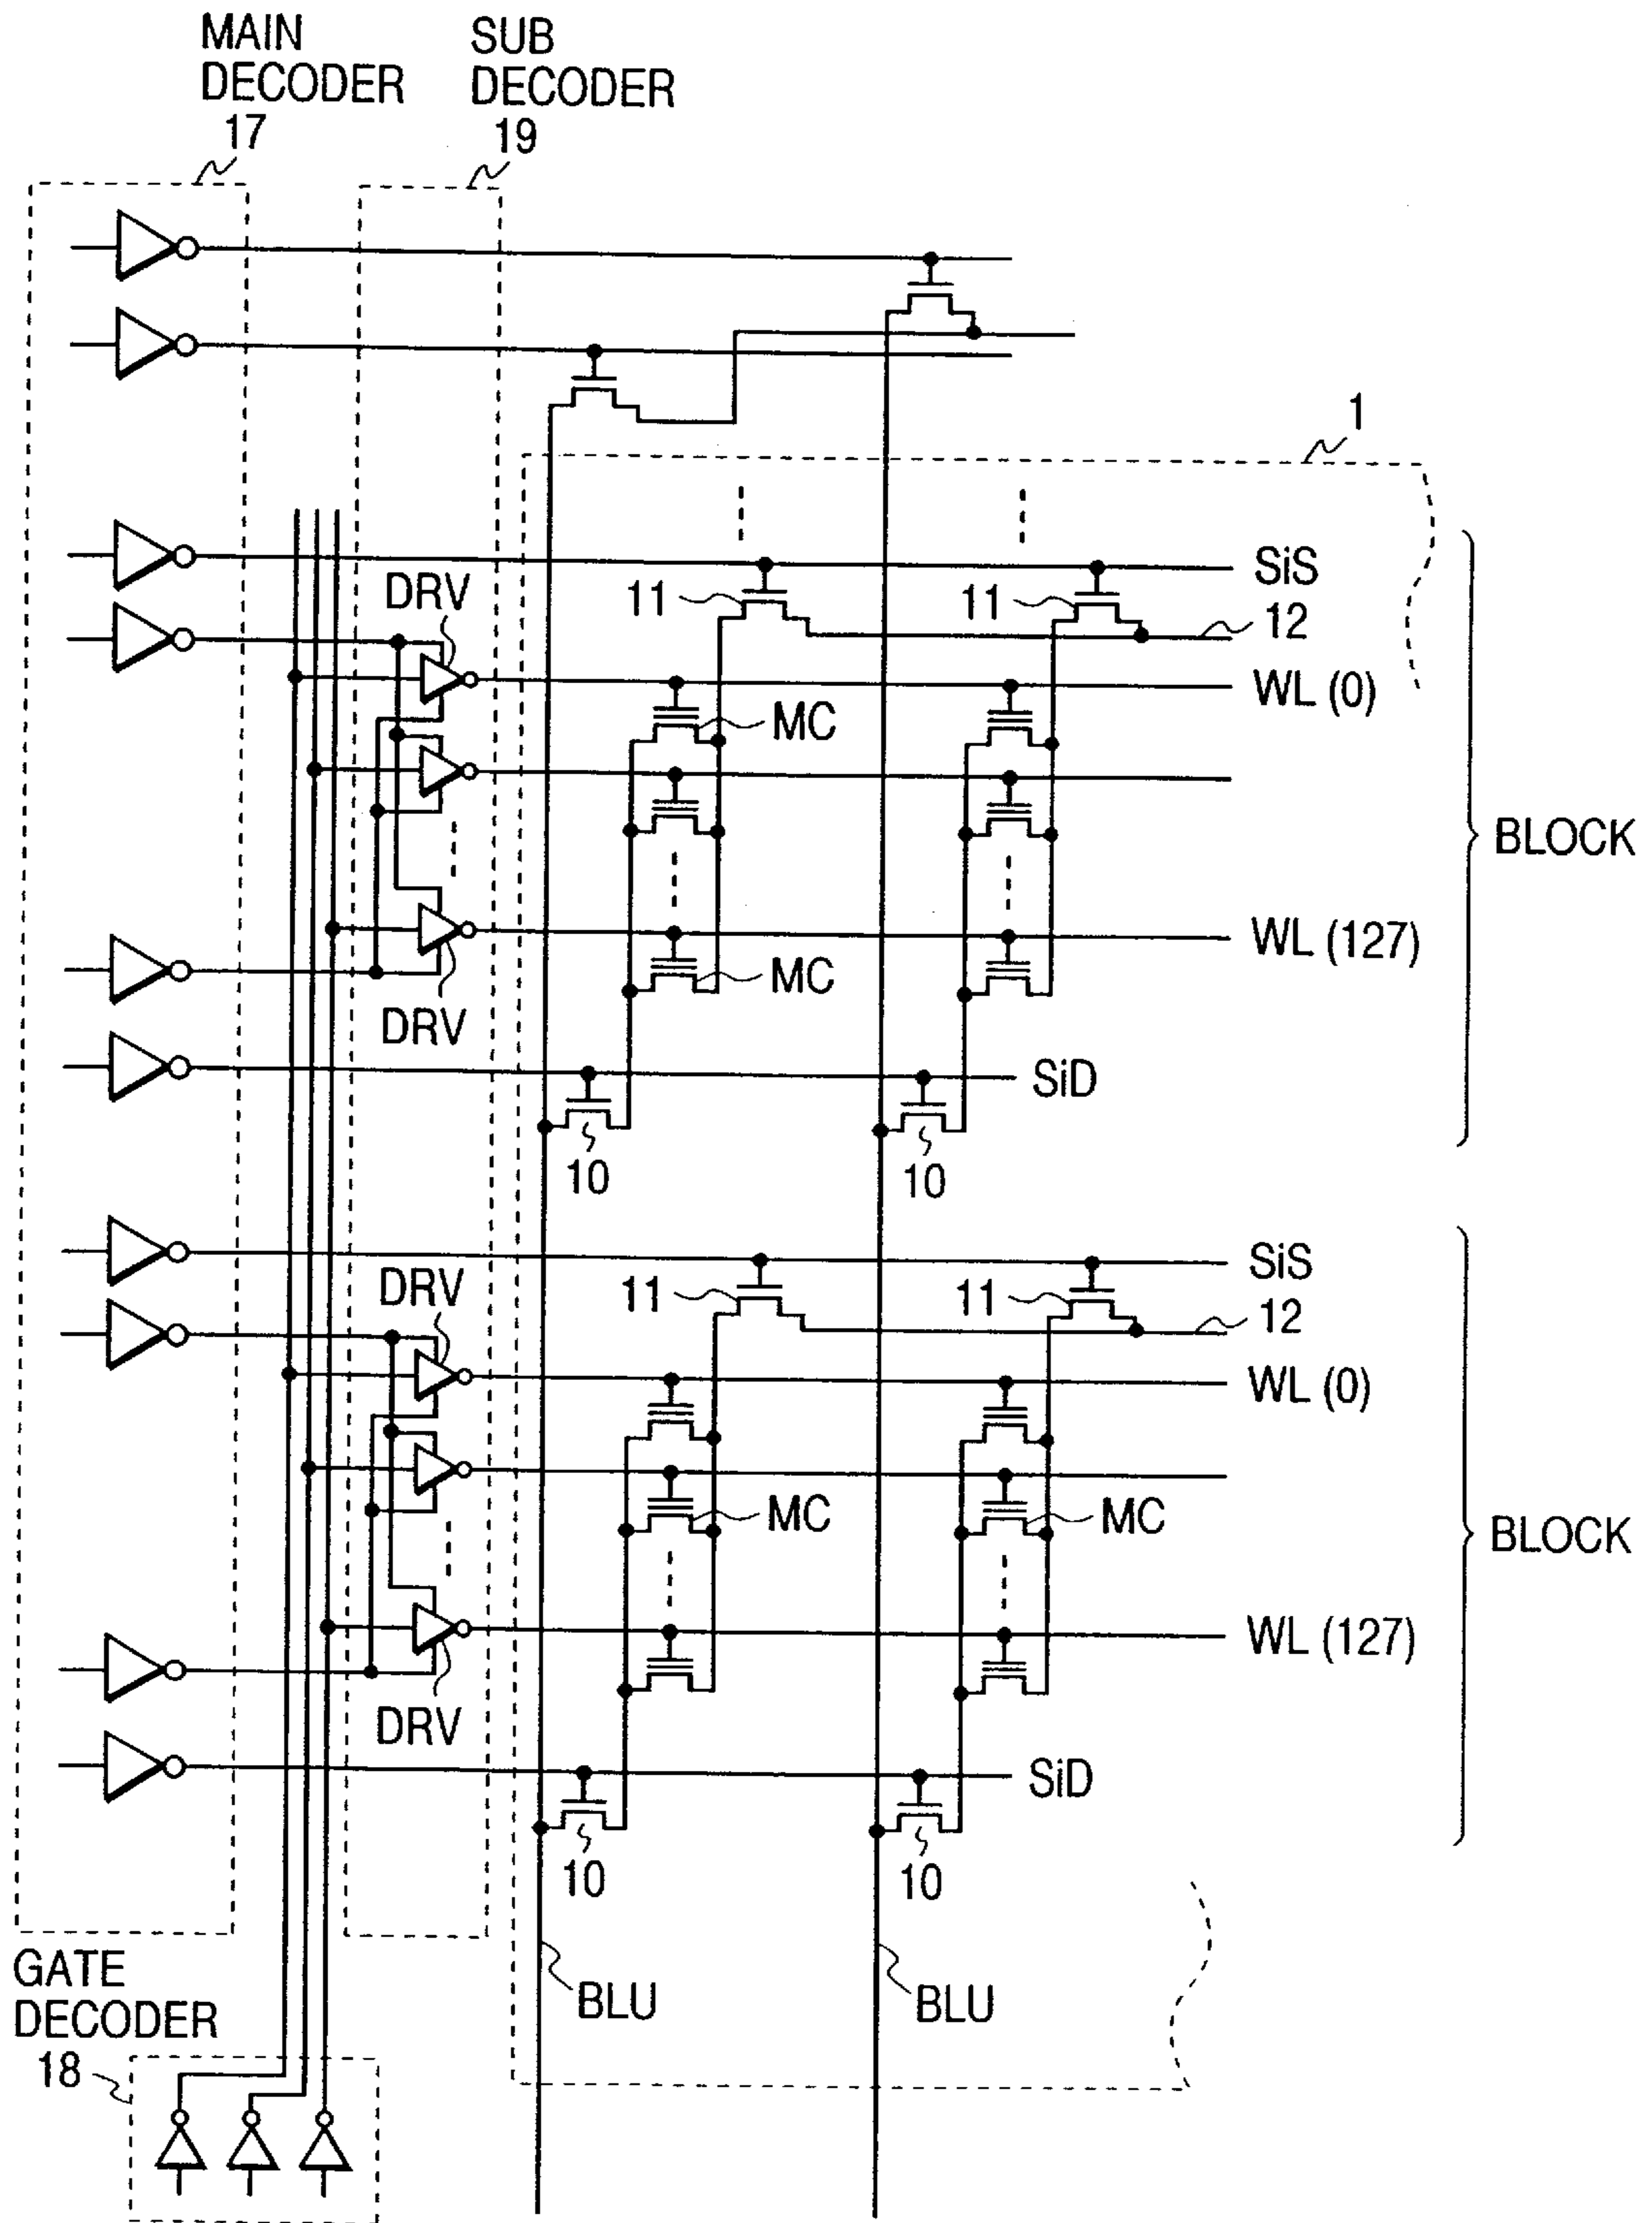 MAIN
DECODER
17
SUB
DECODER
19
1
SiS
DRV
11
11
12
WL (0)
MC
BLOCK
WL (127)
MC
DRV
SiD
10
10
SiS
DRV
11
11
12
WL (0)
MC
MC
BLOCK
WL (127)
DRV
SiD
10
10
GATE
DECODER
18
BLU
BLU